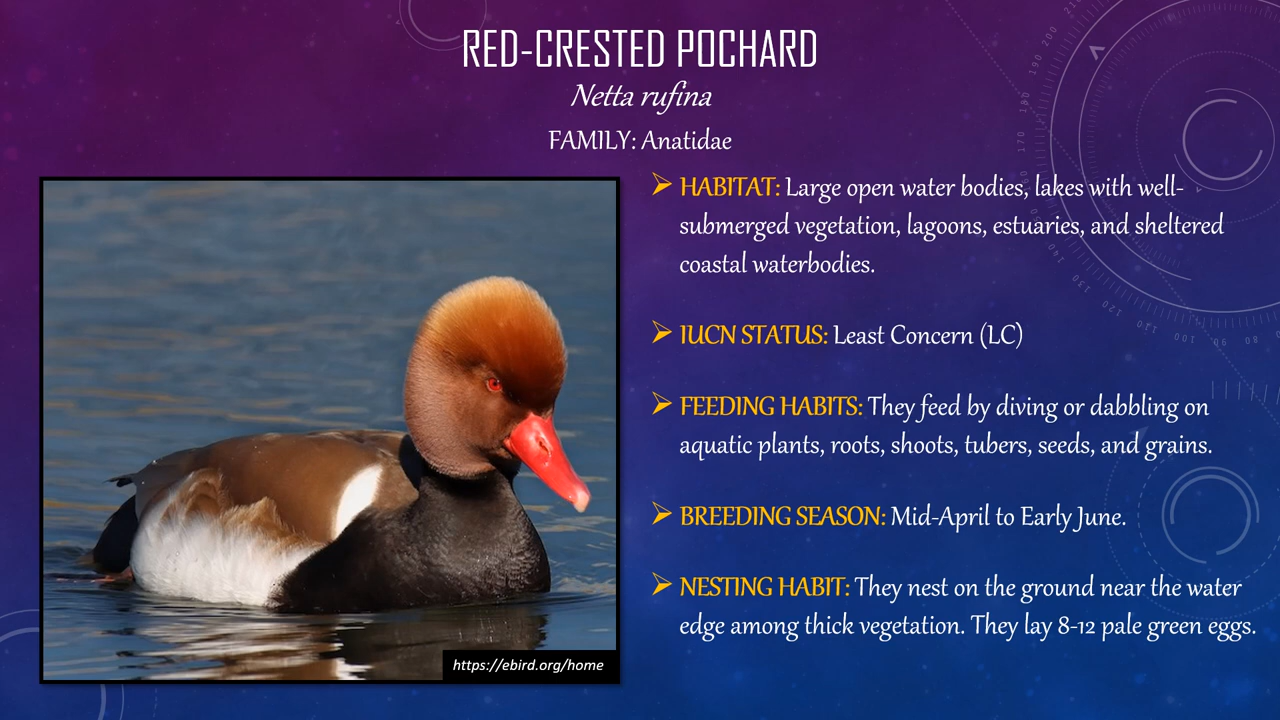 RED-CRESTED POCHARD
Netta rufina
FAMILY: Anatidae
HABITAT: Large open water bodies, lakes with well-
submerged vegetation, lagoons, estuaries, and sheltered
coastal waterbodies.
IUCN STATUS: Least Concern (LC)
FEEDING HABITS: They feed by diving or dabbling on
aquatic plants, roots, shoots, tubers, seeds, and grains.
BREEDING SEASON: Mid-April to Early June.
NESTING HABIT: They nest on the ground near the water
edge among thick vegetation. They lay 8-12 pale green eggs.
https://ebird.org/home